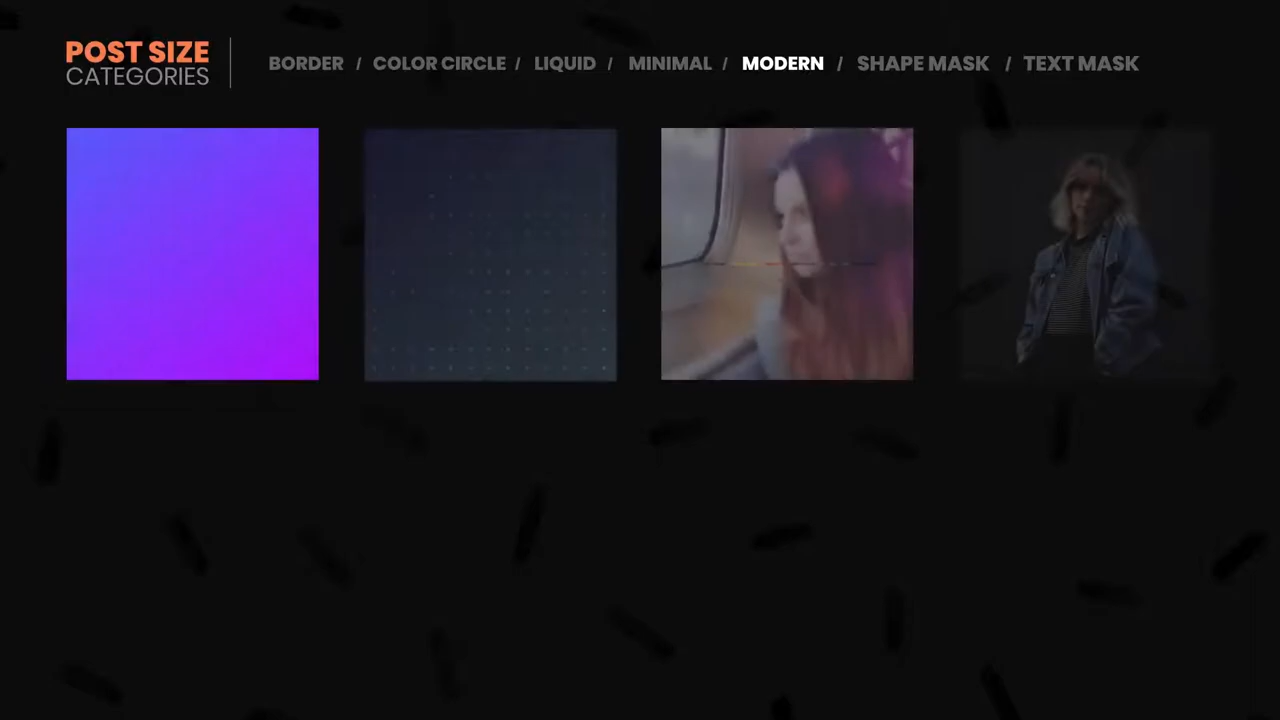 POST SIZE
CATEGORIES
BORDER / COLOR CIRCLE / LIQUID / MINIMAL / MODERN / SHAPE MASK / TEXT MASK